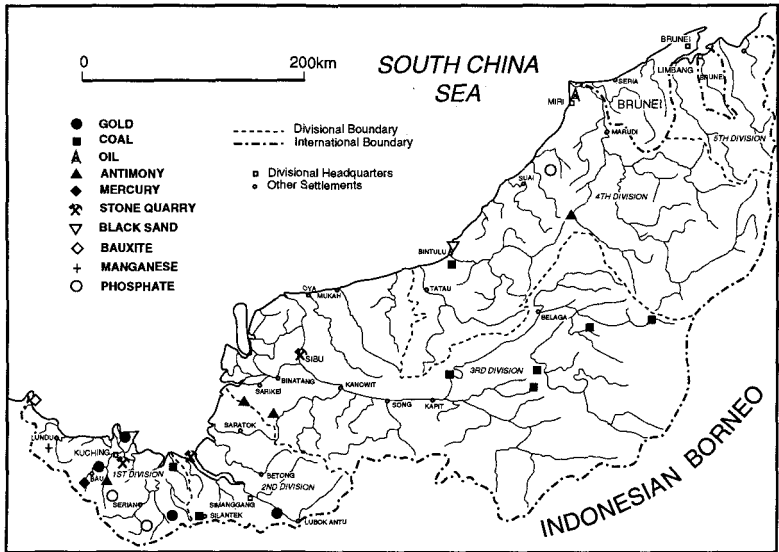 0
200km
SOUTH CHINA
SEA
GOLD
COAL
OIL
ANTIMONY
MERCURY
STONE QUARRY
BLACK SAND
BAUXITE
MANGANESE
PHOSPHATE
Divisional Boundary
International Boundary
Divisional Headquarters
Other Settlements
BRUNEI
LIMBANG
BRUNEI
SERIA
BRUNEI
MIRI
MARUDI
5TH DIVISION
SUAI
4TH DIVISION
BINTULU
OYA
MUKAH
TATAU
BELAGA
SIBU
3RD DIVISION
BINATANG
KANOWIT
SARIKEI
SONG
KAPIT
SARATOK
LUNDU
KUCHING
BAU
1ST DIVISION
BETONG
2ND DIVISION
SERIAN
SIMANGGANG
SILANTEK
LUBOK ANTU
INDONESIAN BORNEO